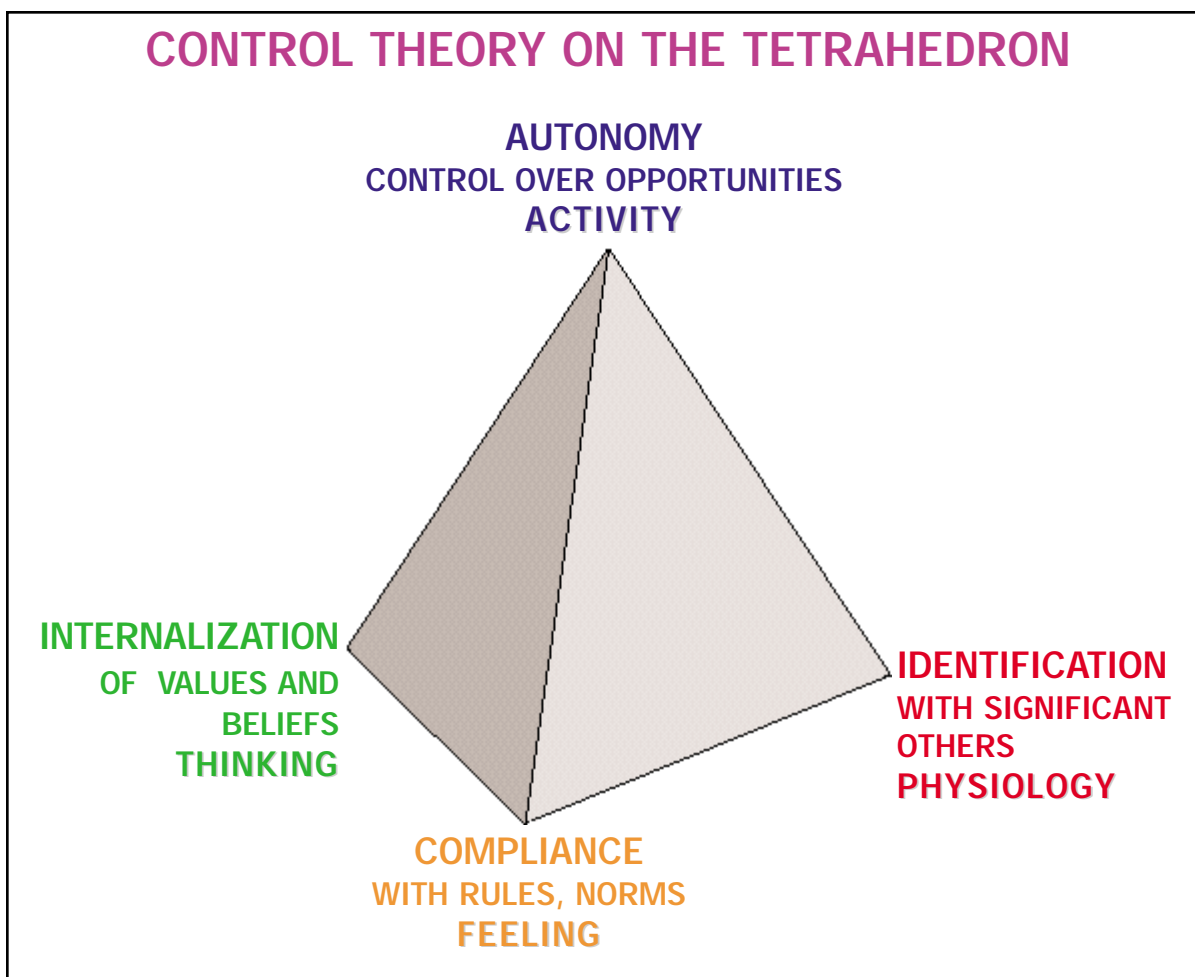 CONTROL THEORY ON THE TETRAHEDRON
AUTONOMY
CONTROL OVER OPPORTUNITIES
ACTIVITY
INTERNALIZATION
OF VALUES AND
BELIEFS
THINKING
IDENTIFICATION
WITH SIGNIFICANT
OTHERS
PHYSIOLOGY
COMPLIANCE
WITH RULES, NORMS
FEELING